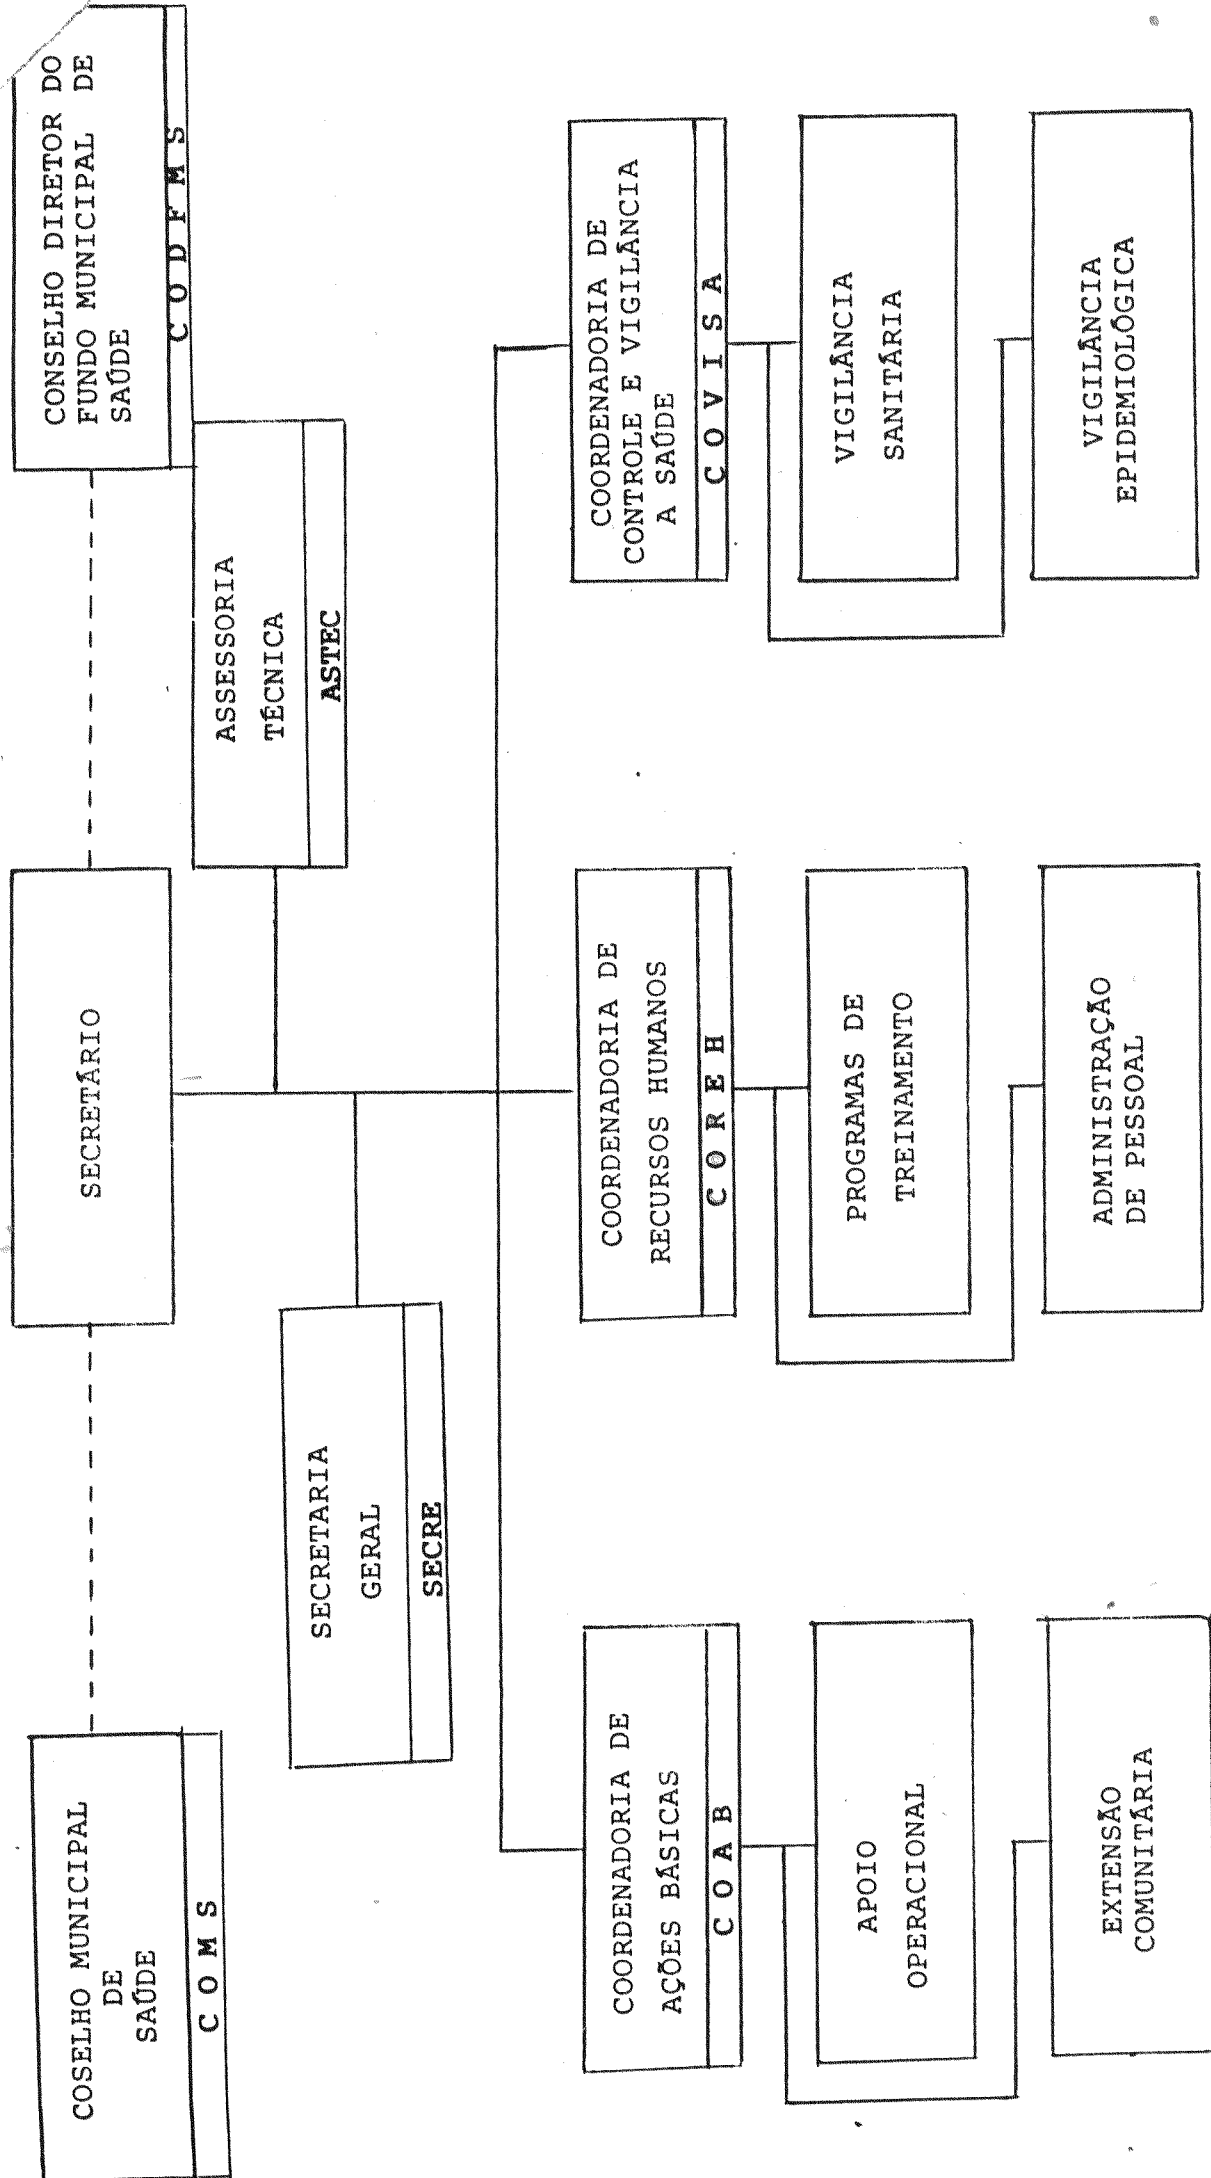 COSELHO MUNICIPAL
DE
SAÚDE
C O M S
SECRETÁRIO
CONSELHO DIRETOR DO
FUNDO MUNICIPAL DE
SAÚDE
C O D F M S
ASSESSORIA
TÉCNICA
ASTEC
SECRETARIA
GERAL
SECRE
COORDENADORIA DE
AÇÕES BÁSICAS
C O A B
COORDENADORIA DE
RECURSOS HUMANOS
C O R E H
COORDENADORIA DE
CONTROLE E VIGILÂNCIA
A SAÚDE
C O V I S A
APOIO
OPERACIONAL
PROGRAMAS DE
TREINAMENTO
VIGILÂNCIA
SANITÁRIA
EXTENSÃO
COMUNITÁRIA
ADMINISTRAÇÃO
DE PESSOAL
VIGILÂNCIA
EPIDEMIOLÓGICA